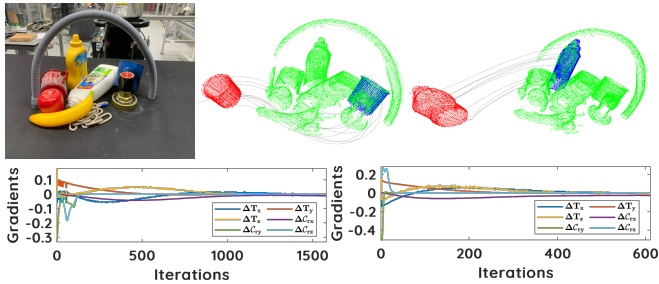 Gradients
0.1
0
-0.1
-0.2
-0.3
ΔTx
ΔTy
ΔTz
ΔCrx
ΔCry
ΔCrz
0
500
1000
1500
Iterations
Gradients
0.2
0
-0.2
-0.4
ΔTx
ΔTy
ΔTz
ΔCrx
ΔCry
ΔCrz
0
200
400
600
Iterations